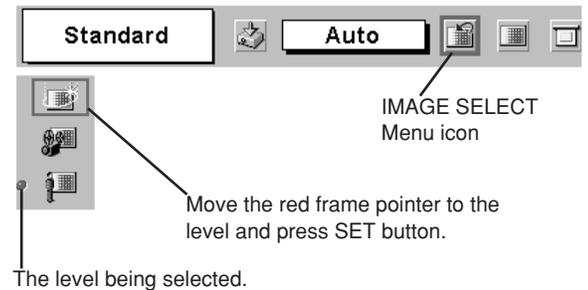 Standard
Auto
IMAGE SELECT
Menu icon
Move the red frame pointer to the
level and press SET button.
The level being selected.